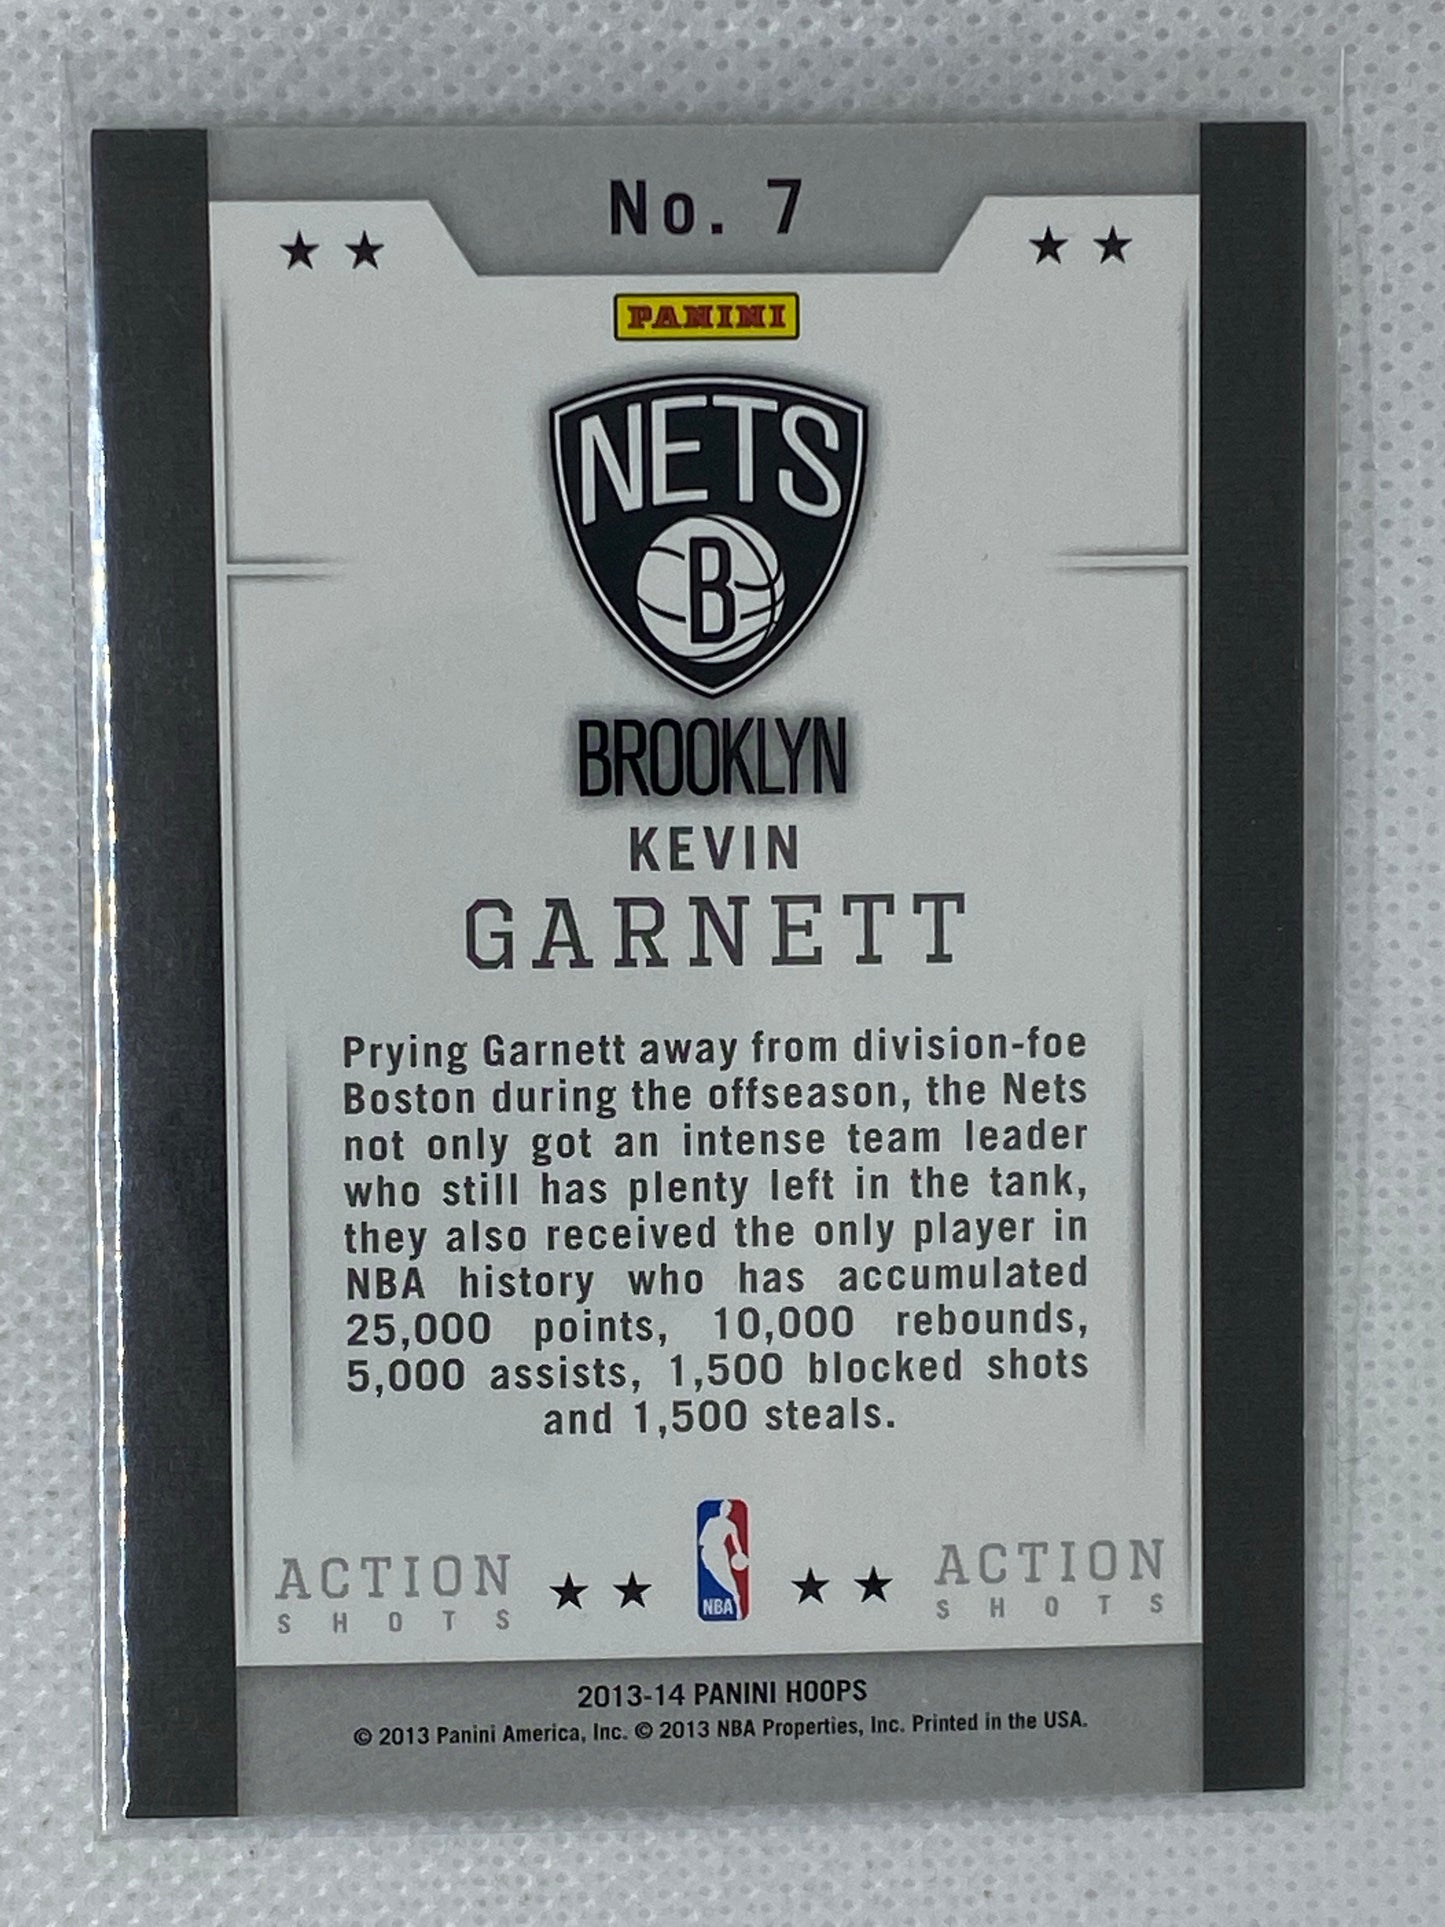 No. 7
PANINI
NETS
B
BROOKLYN
KEVIN
GARNETT
Prying Garnett away from division-foe
Boston during the offseason, the Nets
not only got an intense team leader
who still has plenty left in the tank,
they also received the only player in
NBA history who has accumulated
25,000 points, 10,000 rebounds,
5,000 assists, 1,500 blocked shots
and 1,500 steals.
ACTION
SHOTS
NBA
ACTION
SHOTS
2013-14 PANINI HOOPS
© 2013 Panini America, Inc. © 2013 NBA Properties, Inc. Printed in the USA.